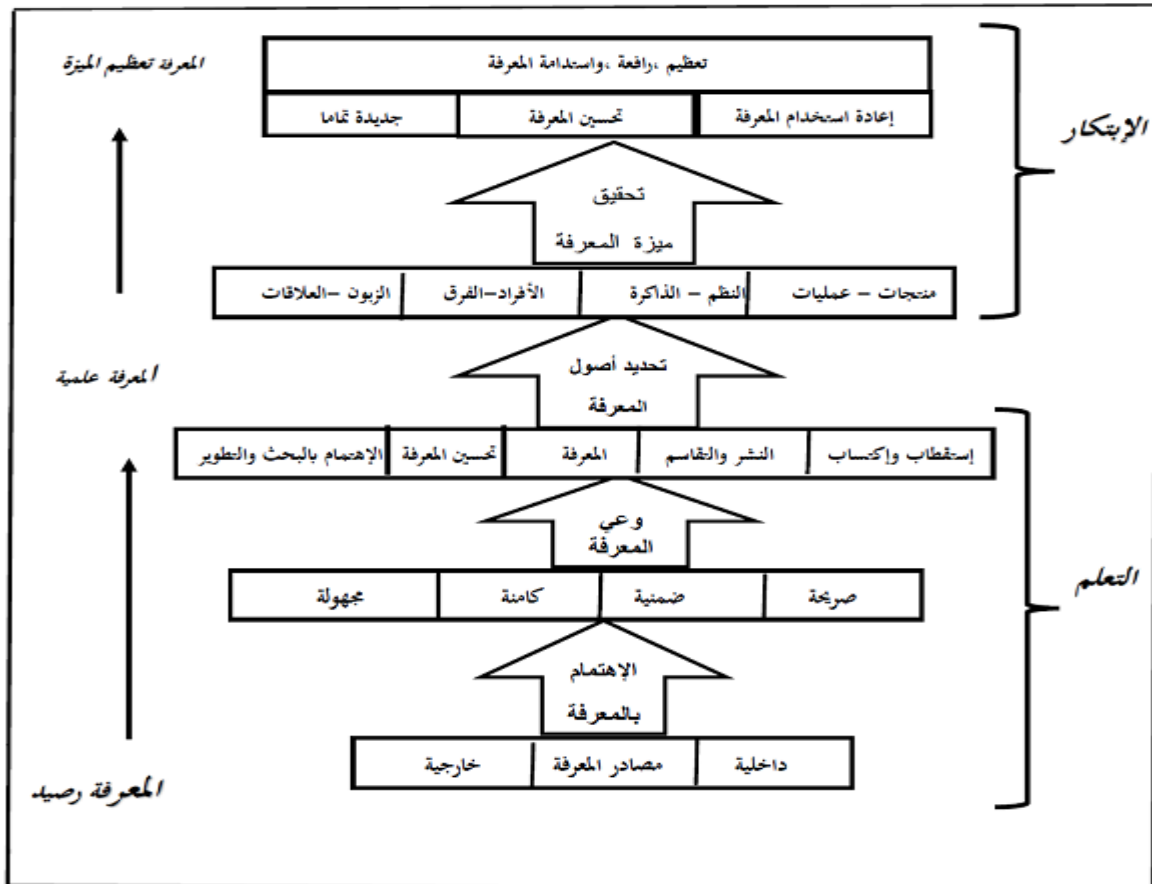 المعرفة تعظيم الميزة
تعظيم ،رافعة ،واستدامة المعرفة
إعادة استخدام المعرفة
تحسين المعرفة
جديدة تماما
الإبتكار
تحقيق
ميزة المعرفة
منتجات – عمليات
النظم – الذاكرة
الأفراد–الفرق
الزبون –العلاقات
المعرفة علمية
تحديد أصول
المعرفة
إستقطاب وإكتساب
النشر والتقاسم
المعرفة
تحسين المعرفة
الإهتمام بالبحث والتطوير
وعي
المعرفة
التعلم
صريحة
ضمنية
كامنة
مجهولة
الإهتمام
بالمعرفة
داخلية
مصادر المعرفة
خارجية
المعرفة رصيد